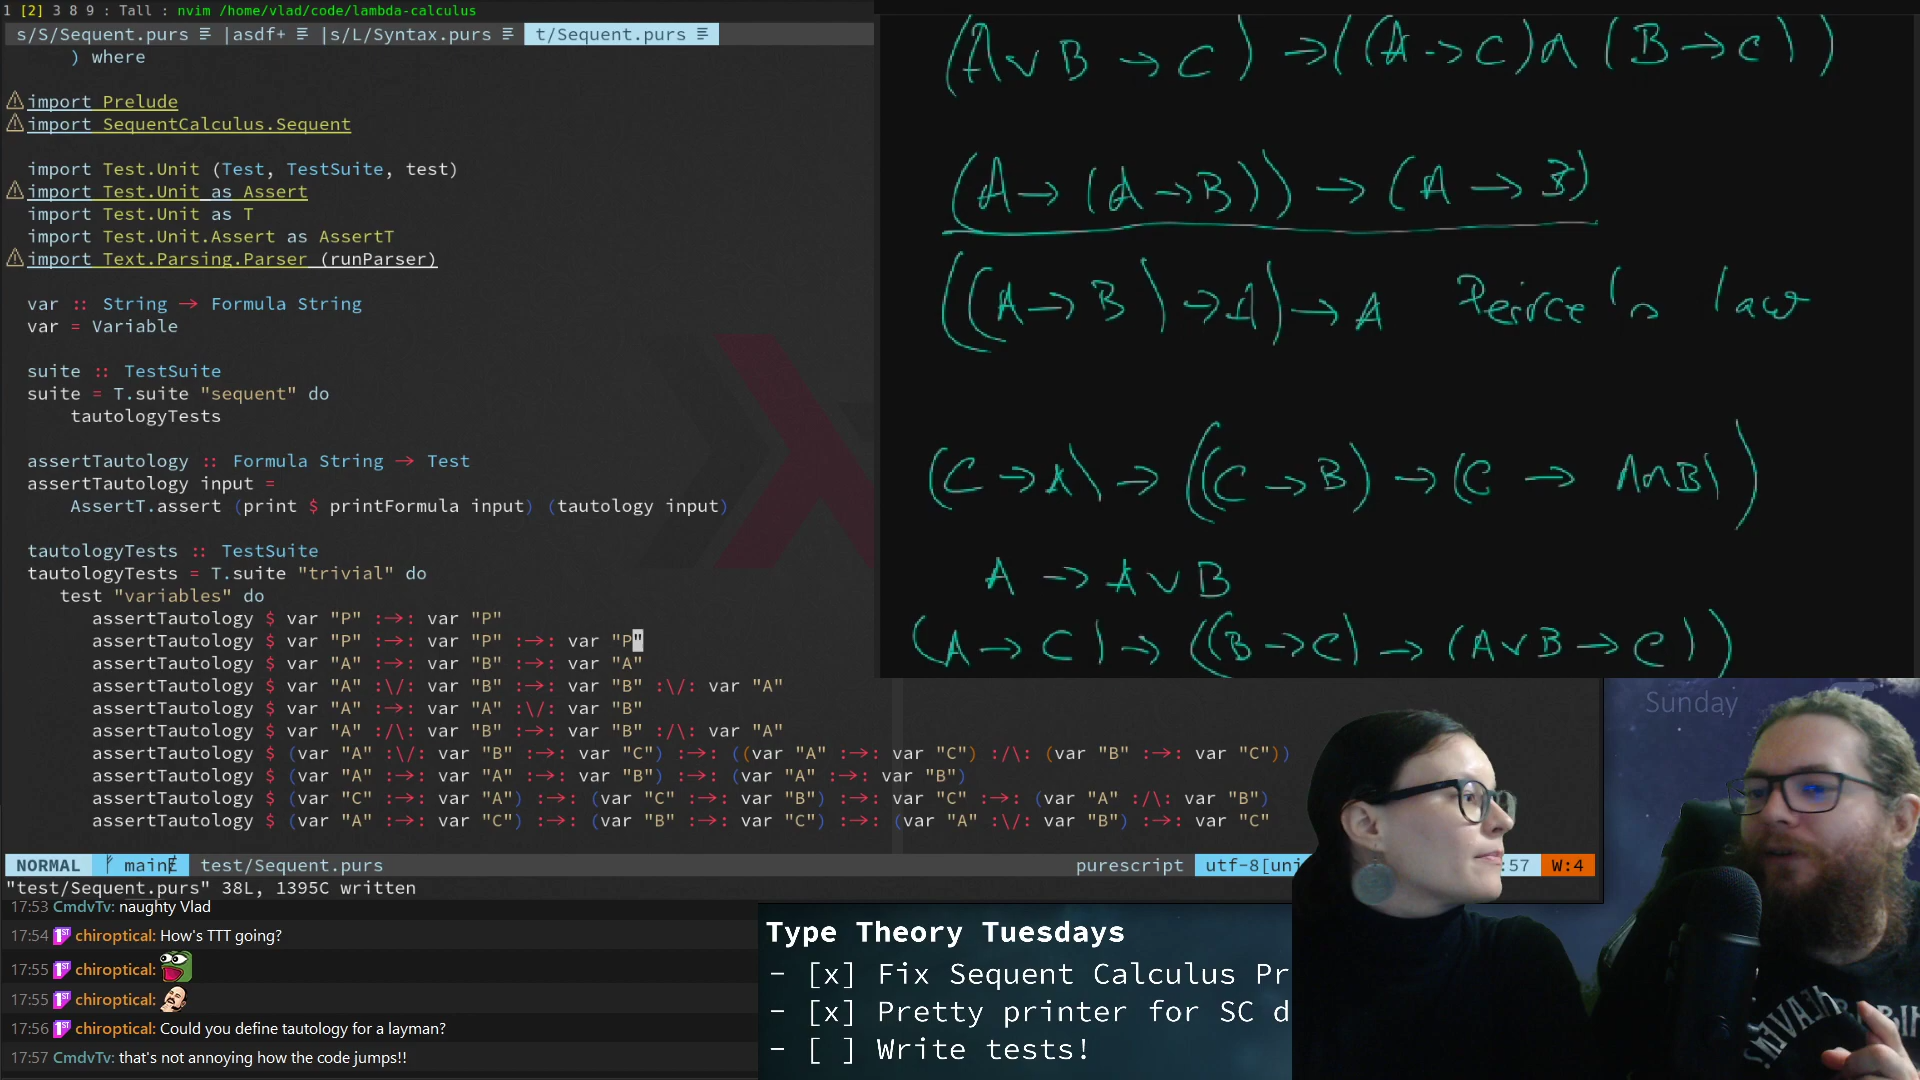 1 [2] 3 8 9 : Tall : nvim /home/vlad/code/lambda-calculus
s/S/Sequent.purs |asdf+ |s/L/Syntax.purs t/Sequent.purs
) where
import Prelude
import SequentCalculus.Sequent
import Test.Unit (Test, TestSuite, test)
import Test.Unit as Assert
import Test.Unit as T
import Test.Unit.Assert as AssertT
import Text.Parsing.Parser (runParser)
var :: String → Formula String
var = Variable
suite :: TestSuite
suite = T.suite "sequent" do
tautologyTests
assertTautology :: Formula String → Test
assertTautology input =
AssertT.assert (print $ printFormula input) (tautology input)
tautologyTests :: TestSuite
tautologyTests = T.suite "trivial" do
test "variables" do
assertTautology $ var "P" :→: var "P"
assertTautology $ var "P" :→: var "P" :→: var "P"
assertTautology $ var "A" :→: var "B" :→: var "A"
assertTautology $ var "A" :\/: var "B" :→: var "B" :\/: var "A"
assertTautology $ var "A" :→: var "A" :\/: var "B"
assertTautology $ var "A" :/\: var "B" :→: var "B" :/\: var "A"
assertTautology $ (var "A" :\/: var "B" :→: var "C") :→: ((var "A" :→: var "C") :/\: (var "B" :→: var "C"))
assertTautology $ (var "A" :→: var "A" :→: var "B") :→: (var "A" :→: var "B")
assertTautology $ (var "C" :→: var "A") :→: (var "C" :→: var "B") :→: var "C" :→: (var "A" :/\: var "B")
assertTautology $ (var "A" :→: var "C") :→: (var "B" :→: var "C") :→: (var "A" :\/: var "B") :→: var "C"
NORMAL main test/Sequent.purs purescript utf-8[uni :57 W:4
"test/Sequent.purs" 38L, 1395C written
(A∨B → C) → ((A → C) ∧ (B → C))
(A → (A → B)) → (A → B)
((A → B) → A) → A Peirce's law
(C → A) → ((C → B) → (C → A∧B))
A → A∨B
(A → C) → ((B → C) → (A∨B → C))
Sunday
17:53 CmdvTv: naughty Vlad
17:54 1ST chiroptical: How's TTT going?
17:55 1ST chiroptical:
17:55 1ST chiroptical:
17:56 1ST chiroptical: Could you define tautology for a layman?
17:57 CmdvTv: that's not annoying how the code jumps!!
Type Theory Tuesdays
- [x] Fix Sequent Calculus Pr
- [x] Pretty printer for SC d
- [ ] Write tests!